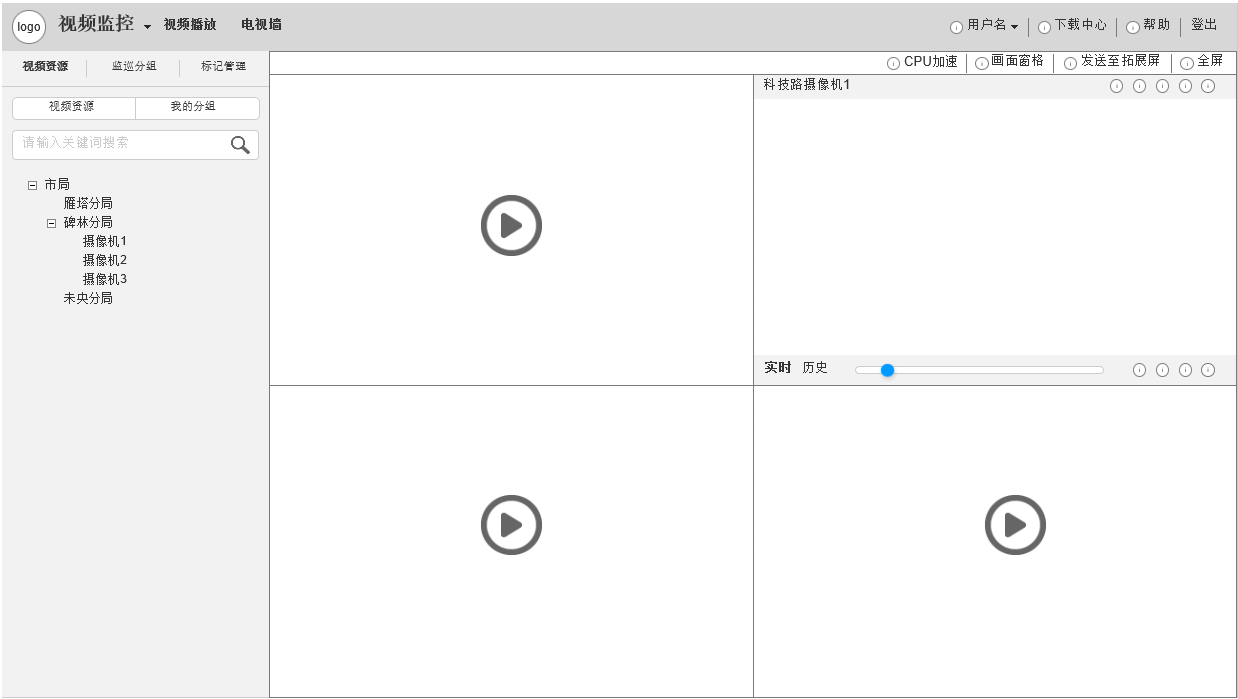 logo 视频监控 视频播放 电视墙 用户名 下载中心 帮助 登出
视频资源 监巡分组 标记管理
CPU加速 画面窗格 发送至拓展屏 全屏
视频资源 我的分组
请输入关键词搜索
市局
雁塔分局
碑林分局
摄像机1
摄像机2
摄像机3
未央分局
科技路摄像机1
实时 历史